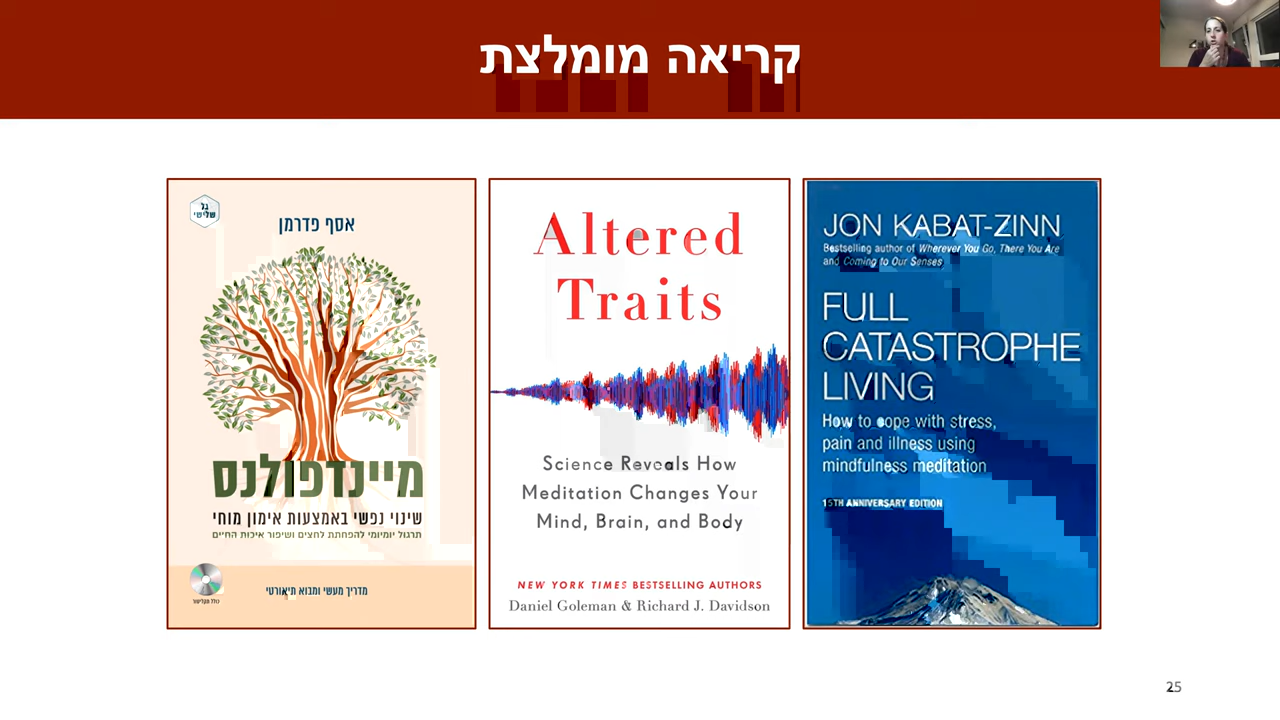 קריאה מומלצת
גל
שלישי
אסף פדרמן
מיינדפולנס
שינוי נפשי באמצעות אימון מוחי
תרגול יומיומי להפחתת לחצים ושיפור איכות החיים
כולל תקליטור
מדריך מעשי ומבוא תיאורטי
Altered
Traits
Science Reveals How
Meditation Changes Your
Mind, Brain, and Body
NEW YORK TIMES BESTSELLING AUTHORS
Daniel Goleman & Richard J. Davidson
JON KABAT-ZINN
Bestselling author of Wherever You Go, There You Are
and Coming to Our Senses
FULL
CATASTROPHE
LIVING
How to cope with stress,
pain and illness using
mindfulness meditation
15TH ANNIVERSARY EDITION
25